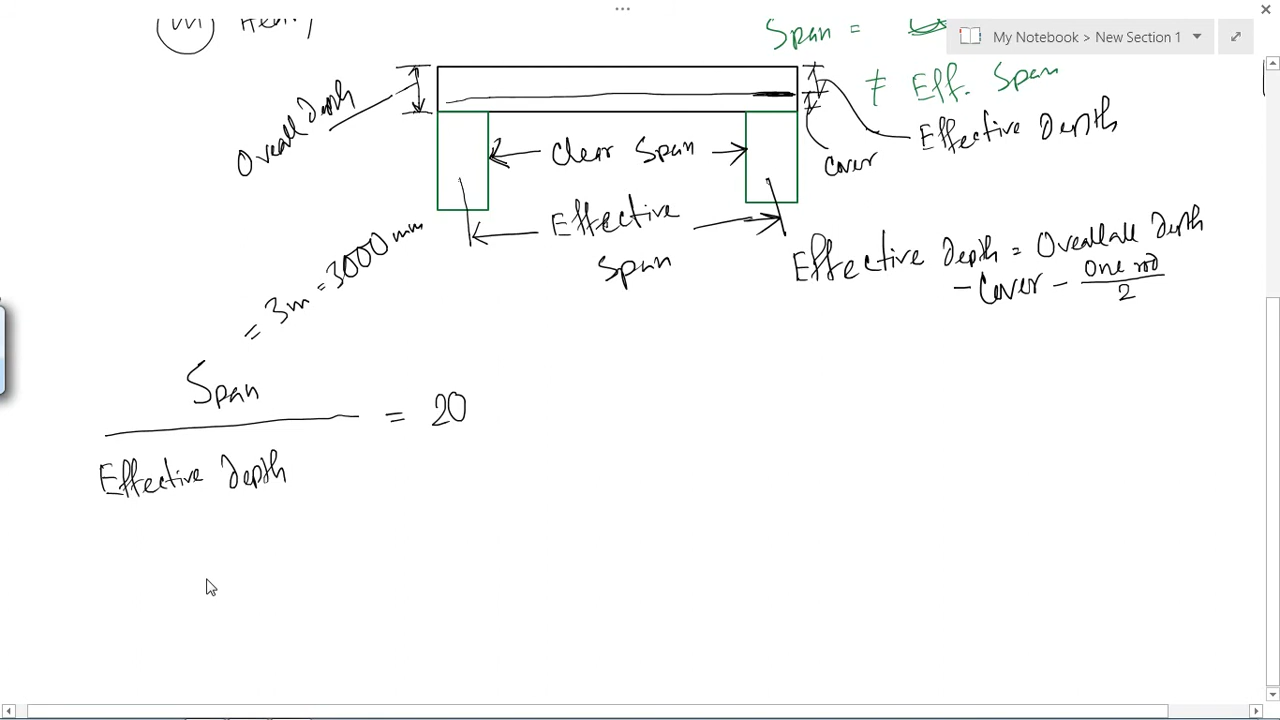 Span =
My Notebook > New Section 1
≠ Eff. Span
Overall Depth
Effective Depth
Clear Span
Cover
Effective
Span
Effective Depth = Overallall Depth
- Cover - One rod
2
= 3m = 3000 mm
Span
= 20
Effective Depth